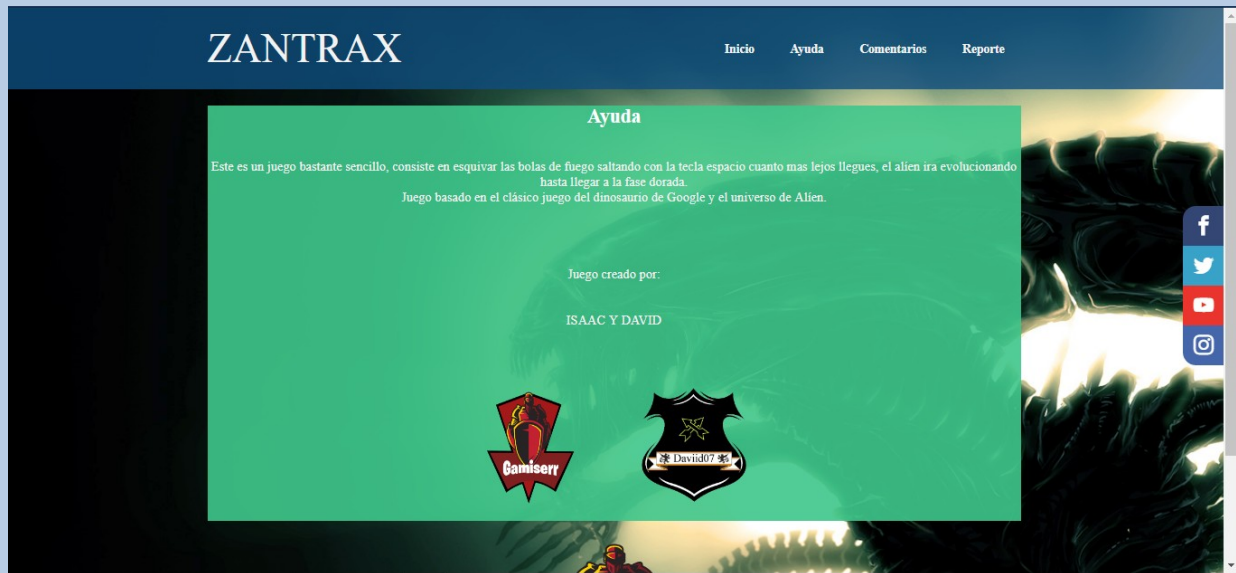 ZANTRAX
Inicio Ayuda Comentarios Reporte
Ayuda
Este es un juego bastante sencillo, consiste en esquivar las bolas de fuego saltando con la tecla espacio cuanto mas lejos llegues, el alien ira evolucionando
hasta llegar a la fase dorada.
Juego basado en el clásico juego del dinosaurio de Google y el universo de Alien.
Juego creado por:
ISAAC Y DAVID
Gamiserr
Daviid07